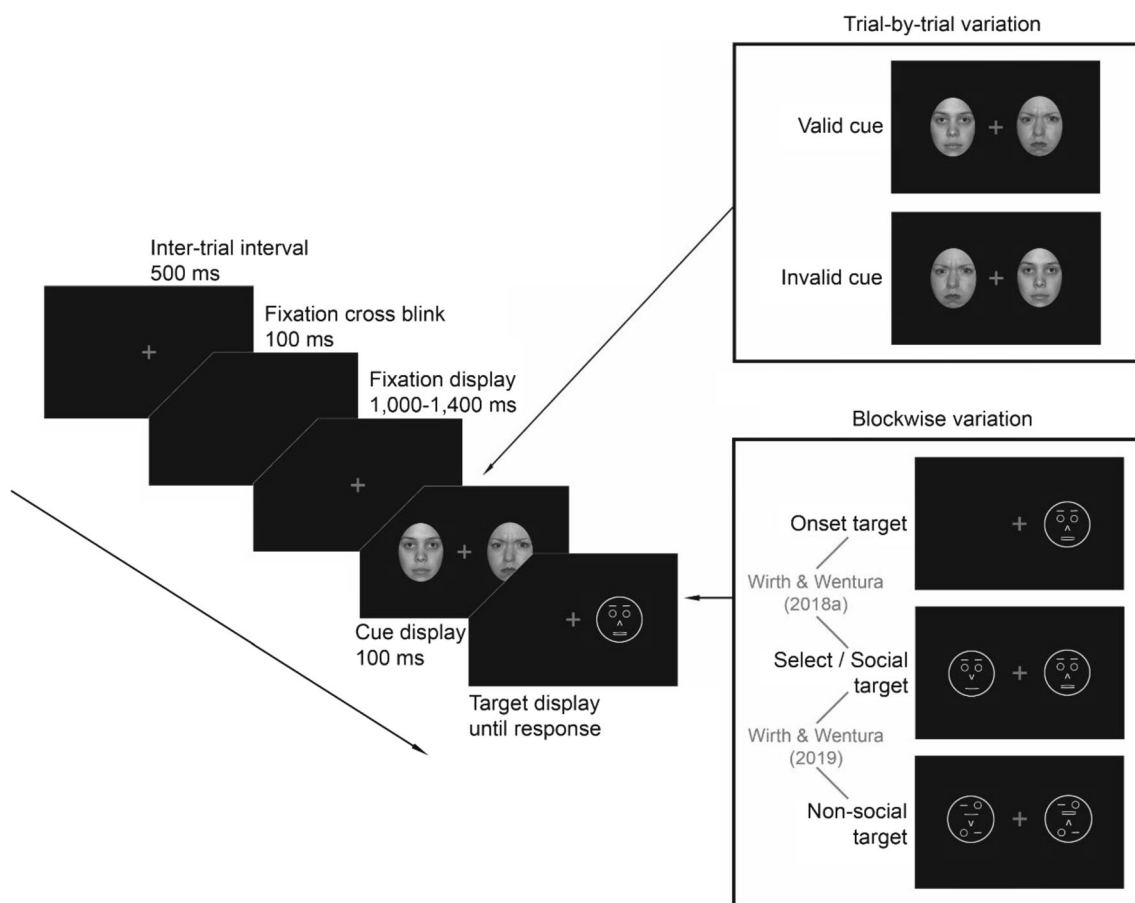 Trial-by-trial variation
Valid cue
Invalid cue
Inter-trial interval
500 ms
Fixation cross blink
100 ms
Fixation display
1,000-1,400 ms
Cue display
100 ms
Target display
until response
Blockwise variation
Onset target
Wirth & Wentura
(2018a)
Select / Social
target
Wirth & Wentura
(2019)
Non-social
target